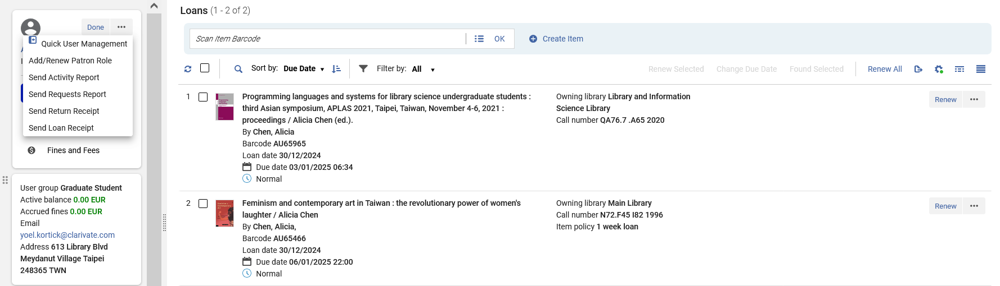 Done
Quick User Management
Add/Renew Patron Role
Send Activity Report
Send Requests Report
Send Return Receipt
Send Loan Receipt
Fines and Fees
User group Graduate Student
Active balance 0.00 EUR
Accrued fines 0.00 EUR
Email
yoel.kortick@clarivate.com
Address 613 Library Blvd
Meydanut Village Taipei
248365 TWN
Loans (1 - 2 of 2)
Scan Item Barcode
OK
Create Item
Sort by: Due Date
Filter by: All
Renew Selected
Change Due Date
Found Selected
Renew All
1
Programming languages and systems for library science undergraduate students :
third Asian symposium, APLAS 2021, Taipei, Taiwan, November 4-6, 2021 :
proceedings / Alicia Chen (ed.).
By Chen, Alicia
Barcode AU65965
Loan date 30/12/2024
Due date 03/01/2025 06:34
Normal
Owning library Library and Information
Science Library
Call number QA76.7 .A65 2020
Renew
2
Feminism and contemporary art in Taiwan : the revolutionary power of women's
laughter / Alicia Chen
By Chen, Alicia,
Barcode AU65466
Loan date 30/12/2024
Due date 06/01/2025 22:00
Normal
Owning library Main Library
Call number N72.F45 I82 1996
Item policy 1 week loan
Renew